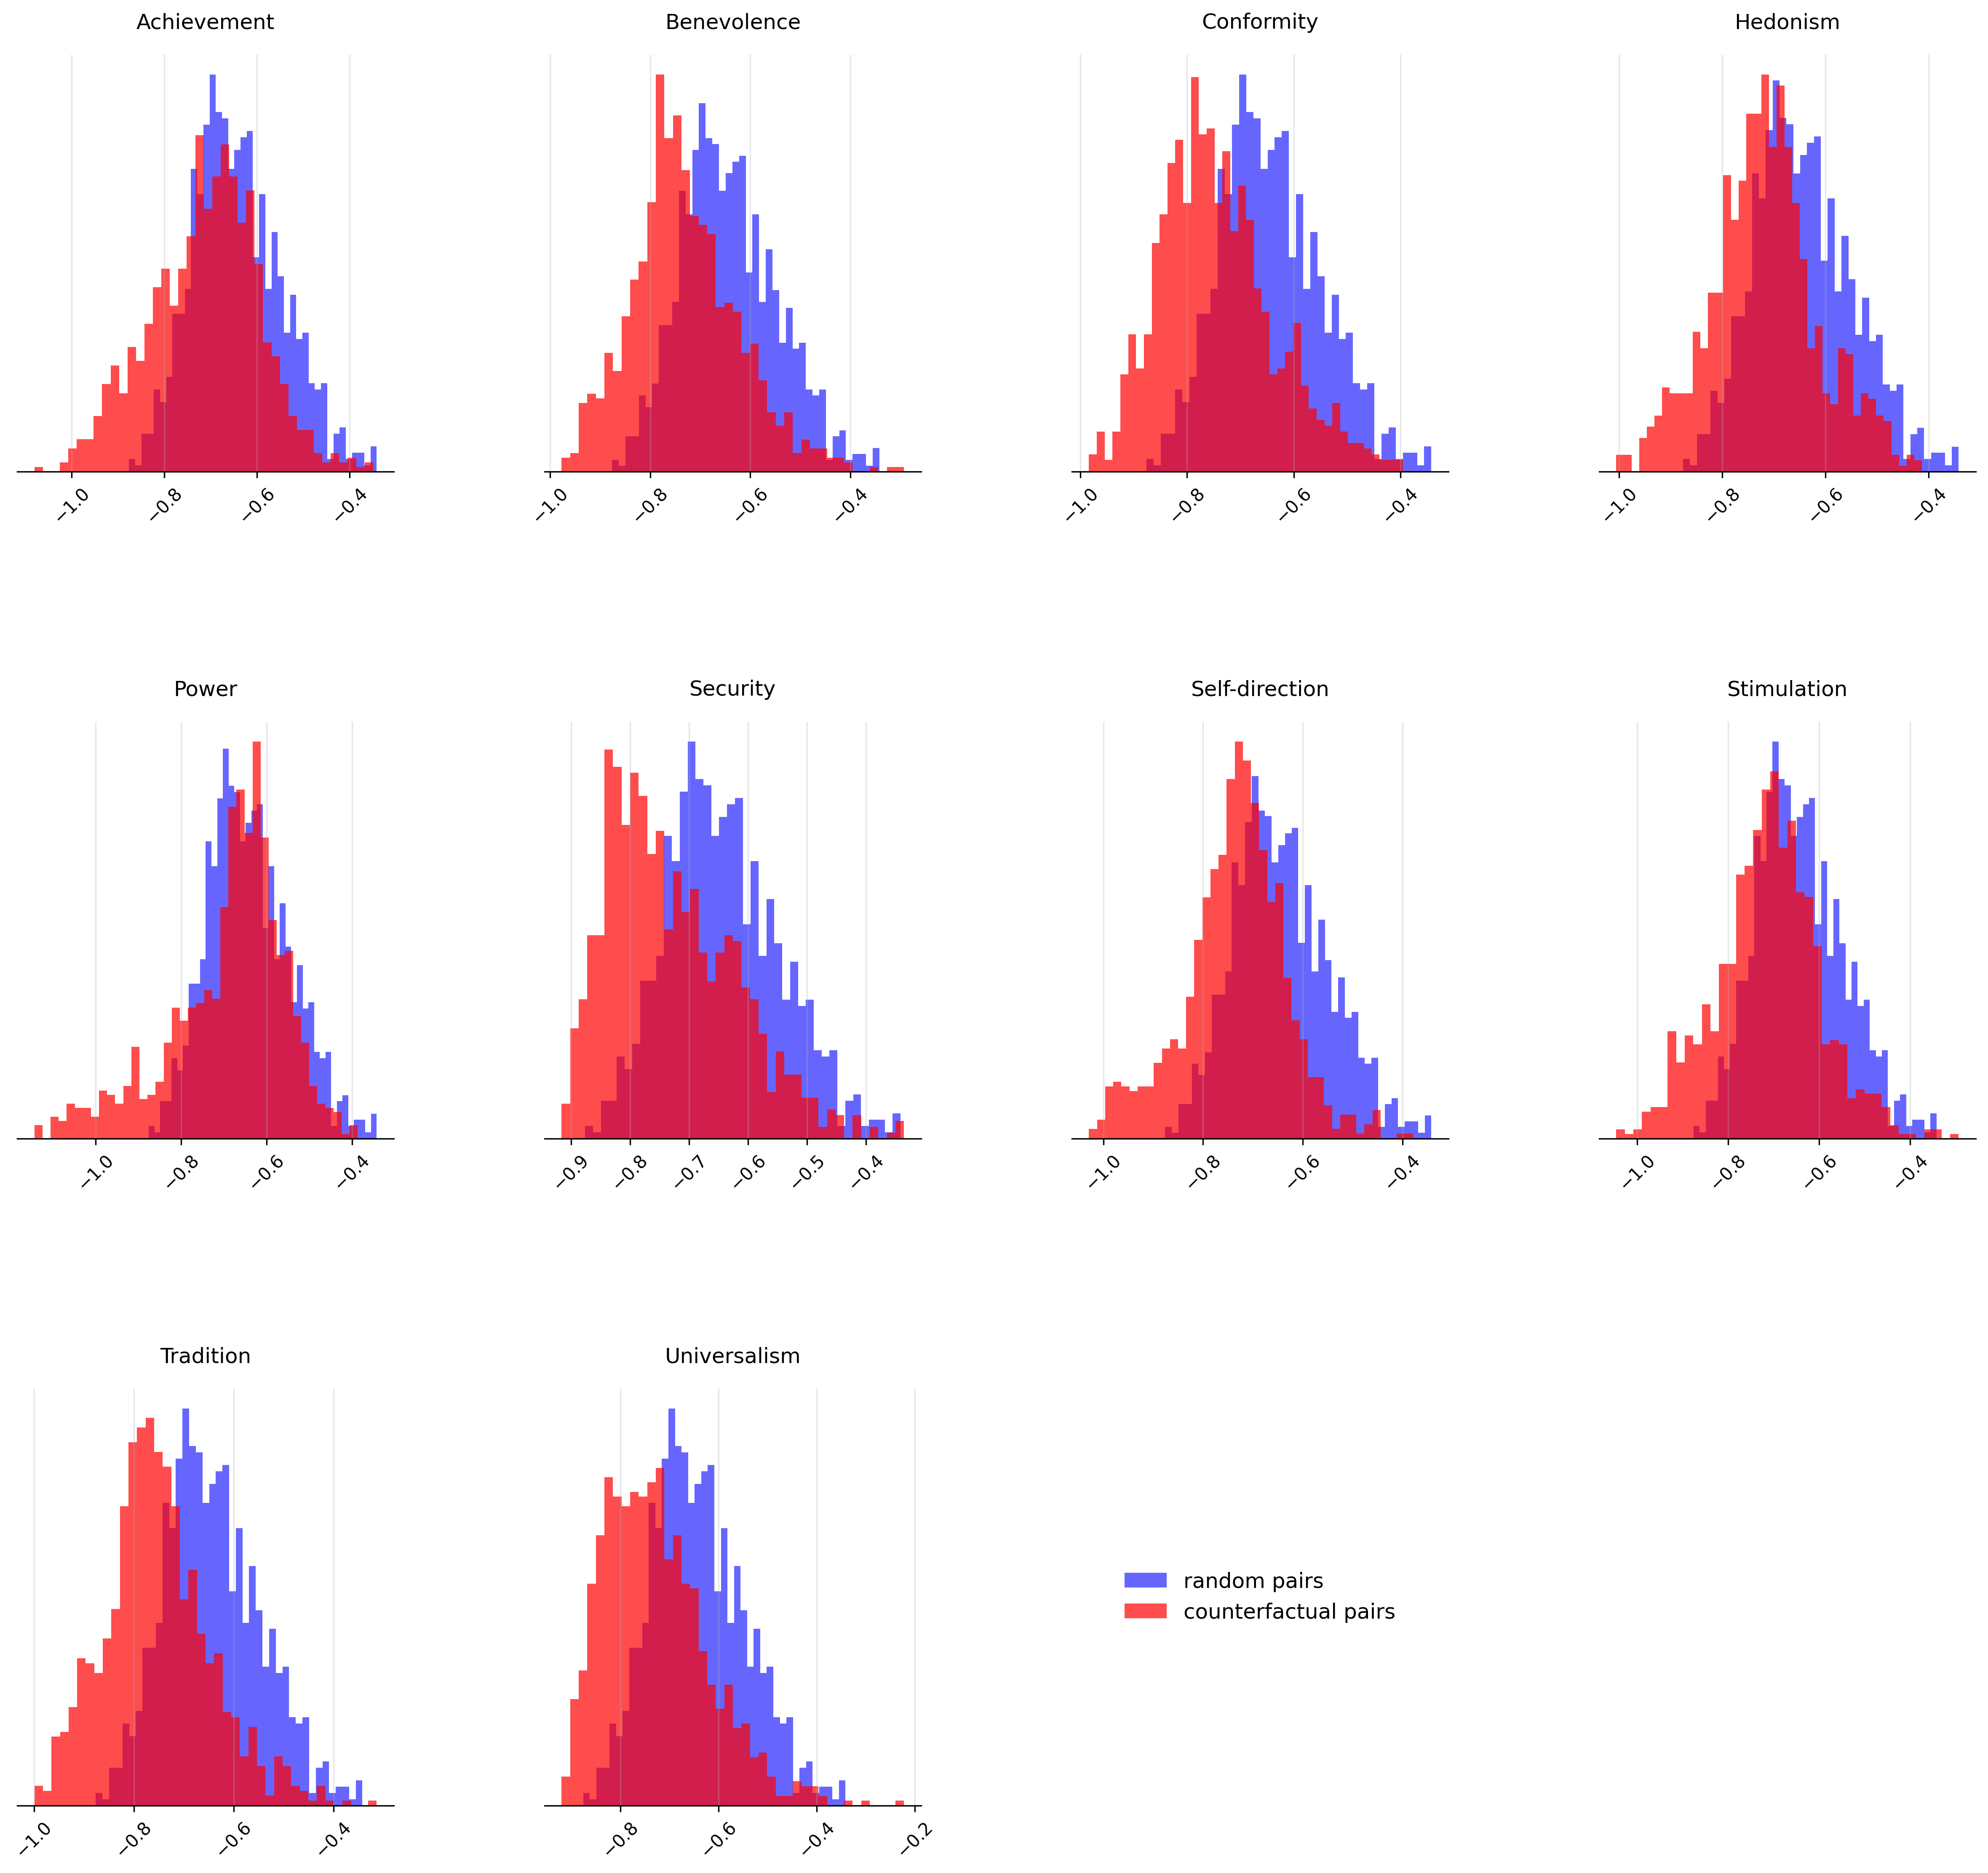 Achievement Benevolence Conformity Hedonism
−1.0 −0.8 −0.6 −0.4 −1.0 −0.8 −0.6 −0.4 −1.0 −0.8 −0.6 −0.4 −1.0 −0.8 −0.6 −0.4
Power Security Self-direction Stimulation
−1.0 −0.8 −0.6 −0.4 −0.9 −0.8 −0.7 −0.6 −0.5 −0.4 −1.0 −0.8 −0.6 −0.4 −1.0 −0.8 −0.6 −0.4
Tradition Universalism
random pairs
counterfactual pairs
−1.0 −0.8 −0.6 −0.4 −0.8 −0.6 −0.4 −0.2